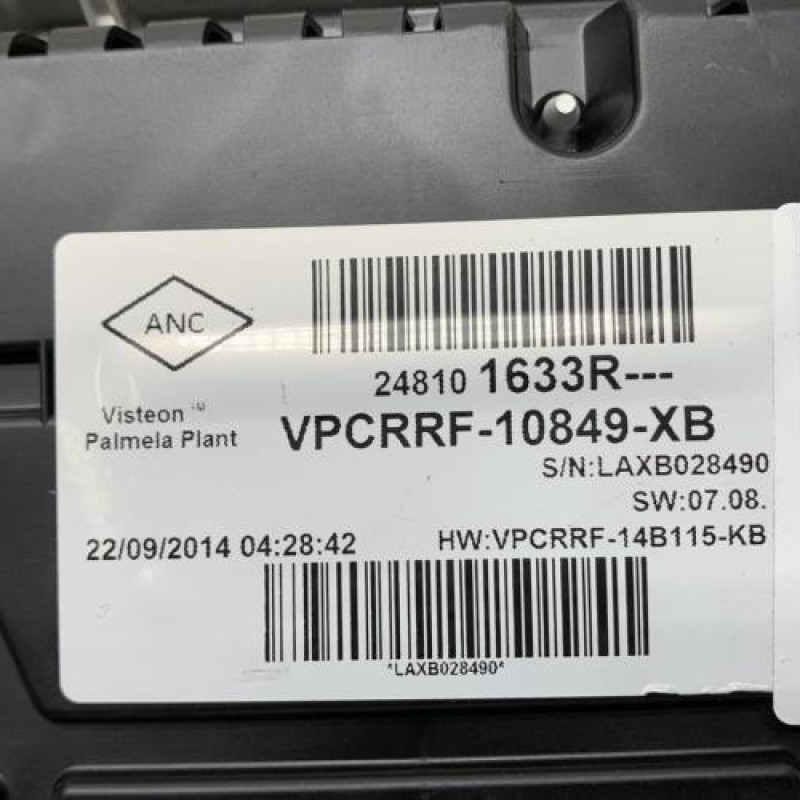 ANC
24810 1633R---
Visteon
Palmela Plant
VPCRRF-10849-XB
S/N:LAXB028490
SW:07.08.
22/09/2014 04:28:42
HW:VPCRRF-14B115-KB
*LAXB028490*